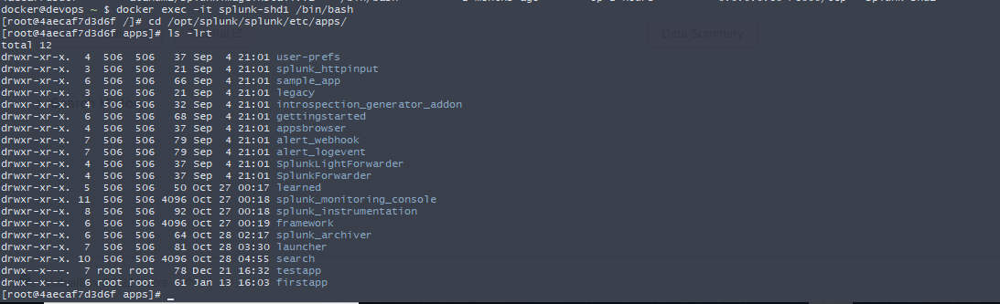 docker@devops ~ $ docker exec -it splunk-shd1 /bin/bash
[root@4aecaf7d3d6f /]# cd /opt/splunk/splunk/etc/apps/
[root@4aecaf7d3d6f apps]# ls -lrt
total 12
drwxr-xr-x.  4  506  506   37 Sep  4 21:01 user-prefs
drwxr-xr-x.  3  506  506   21 Sep  4 21:01 splunk_httpinput
drwxr-xr-x.  6  506  506   66 Sep  4 21:01 sample_app
drwxr-xr-x.  3  506  506   21 Sep  4 21:01 legacy
drwxr-xr-x.  4  506  506   32 Sep  4 21:01 introspection_generator_addon
drwxr-xr-x.  6  506  506   68 Sep  4 21:01 gettingstarted
drwxr-xr-x.  4  506  506   37 Sep  4 21:01 appsbrowser
drwxr-xr-x.  7  506  506   79 Sep  4 21:01 alert_webhook
drwxr-xr-x.  7  506  506   79 Sep  4 21:01 alert_logevent
drwxr-xr-x.  4  506  506   37 Sep  4 21:01 SplunkLightForwarder
drwxr-xr-x.  4  506  506   37 Sep  4 21:01 SplunkForwarder
drwxr-xr-x.  5  506  506   50 Oct 27 00:17 learned
drwxr-xr-x. 11  506  506 4096 Oct 27 00:18 splunk_monitoring_console
drwxr-xr-x.  8  506  506   92 Oct 27 00:18 splunk_instrumentation
drwxr-xr-x.  6  506  506 4096 Oct 27 00:19 framework
drwxr-xr-x.  6  506  506   64 Oct 28 02:17 splunk_archiver
drwxr-xr-x.  7  506  506   81 Oct 28 03:30 launcher
drwxr-xr-x. 10  506  506 4096 Oct 28 04:55 search
drwx--x---.  7 root root   78 Dec 21 16:32 testapp
drwx--x---.  6 root root   61 Jan 13 16:03 firstapp
[root@4aecaf7d3d6f apps]#
Data Summary